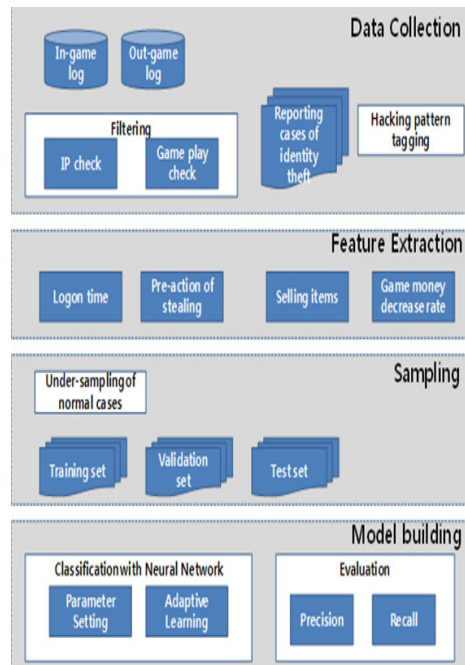 Data Collection
In-game
log
Out-game
log
Filtering
IP check
Game play
check
Reporting
cases of
identity
theft
Hacking pattern
tagging
Feature Extraction
Logon time
Pre-action of
stealing
Selling items
Game money
decrease rate
Sampling
Under-sampling of
normal cases
Training set
Validation
set
Test set
Model building
Classification with Neural Network
Parameter
Setting
Adaptive
Learning
Evaluation
Precision
Recall